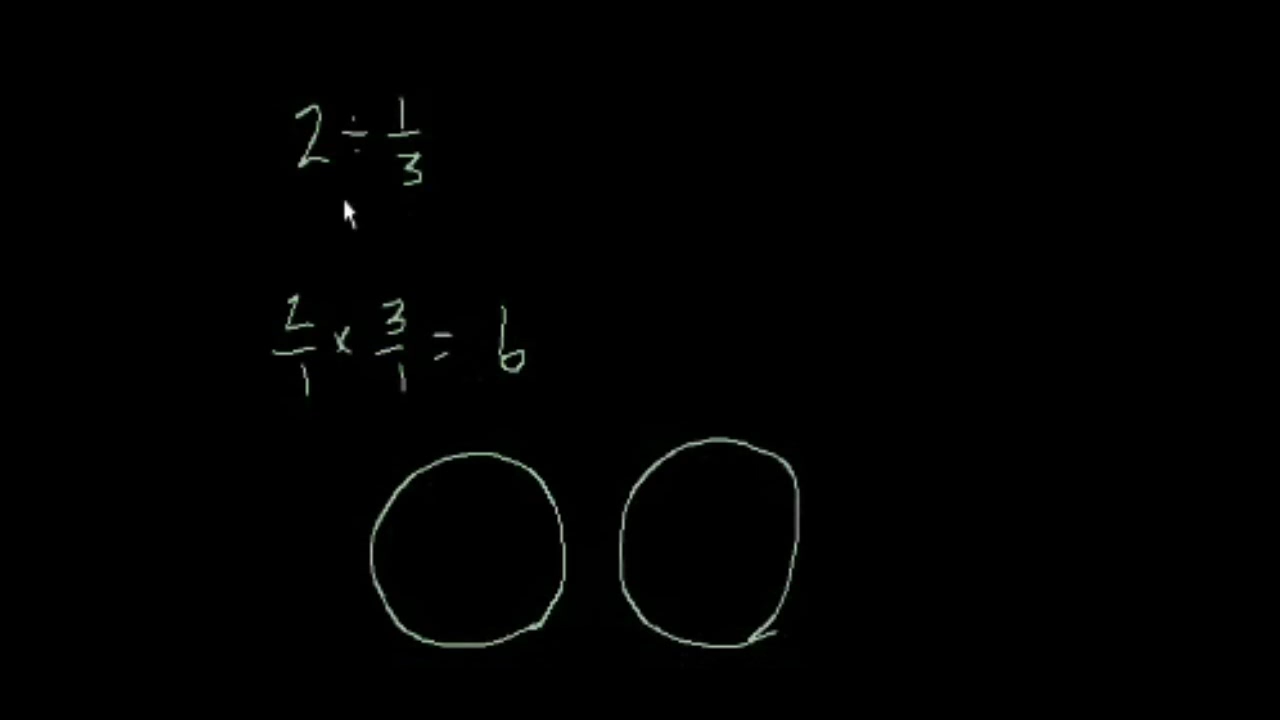 2 ÷ 1/3
2/1 × 3/1 = 6